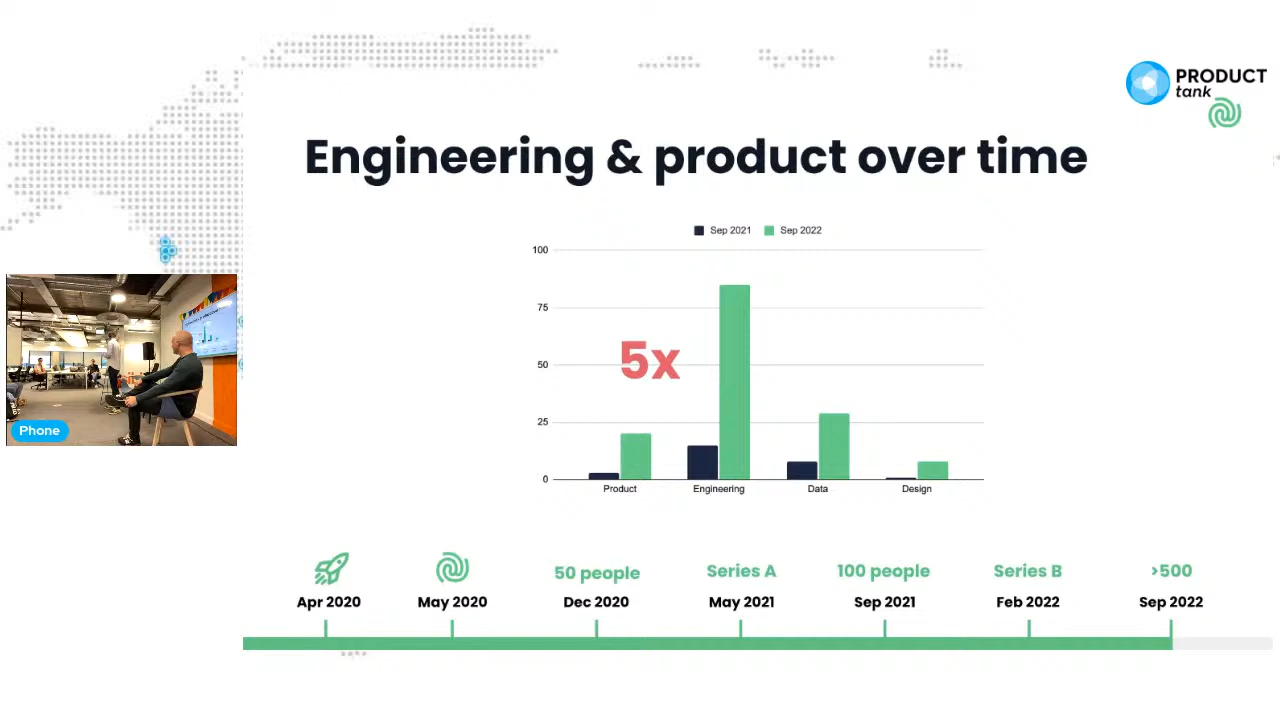 PRODUCT
tank
Engineering & product over time
Sep 2021 Sep 2022
100
75
50
25
0
5x
Product Engineering Data Design
Phone
50 people Series A 100 people Series B >500
Apr 2020 May 2020 Dec 2020 May 2021 Sep 2021 Feb 2022 Sep 2022